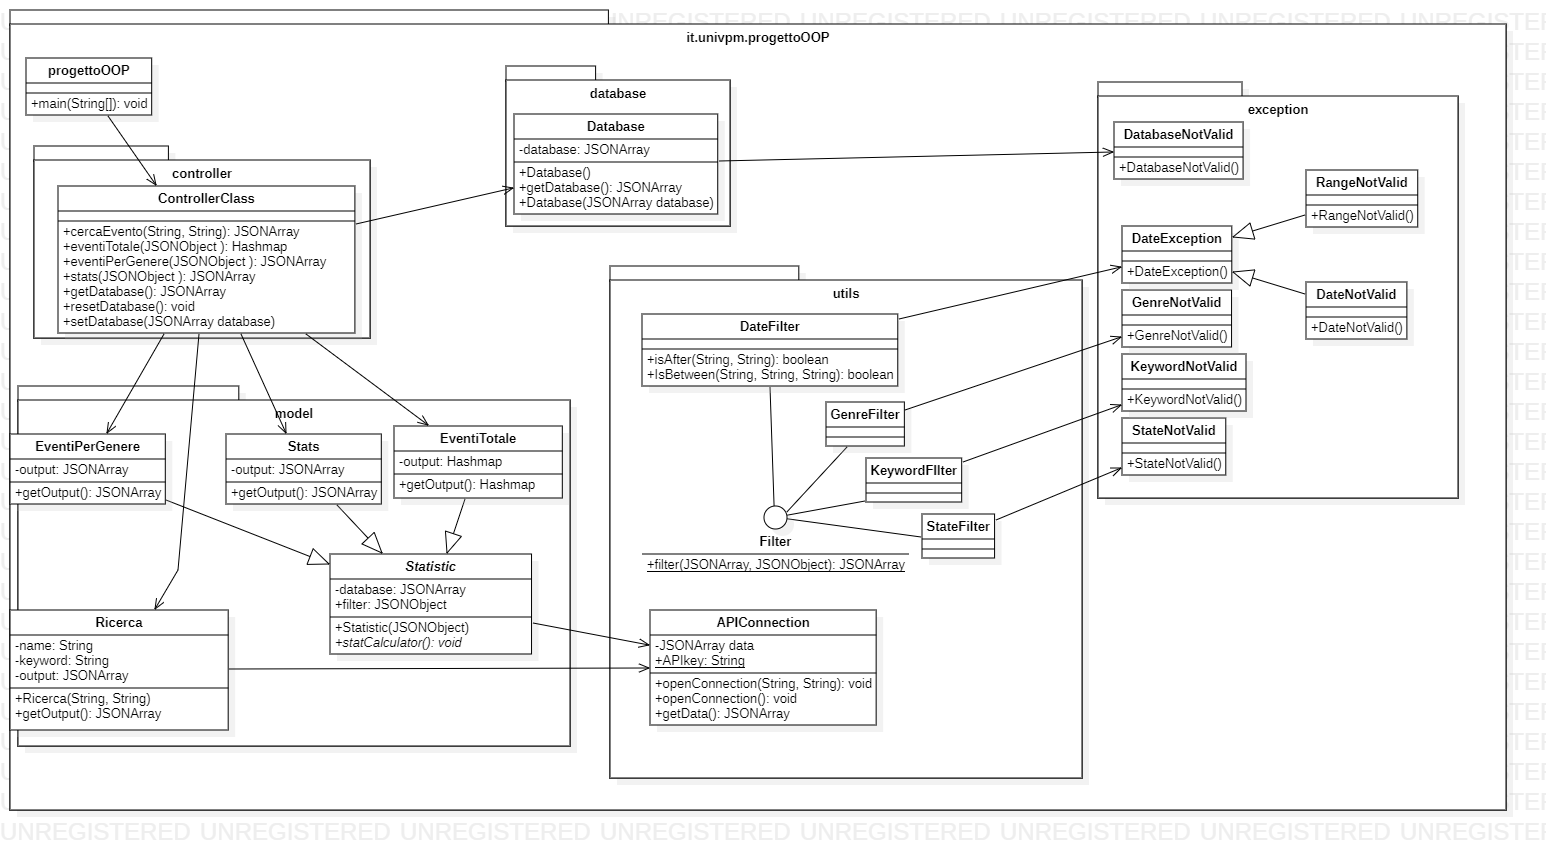 it.univpm.progettoOOP
progettoOOP
+main(String[]): void
controller
ControllerClass
+cercaEvento(String, String): JSONArray
+eventiTotale(JSONObject ): Hashmap
+eventiPerGenere(JSONObject ): JSONArray
+stats(JSONObject ): JSONArray
+getDatabase(): JSONArray
+resetDatabase(): void
+setDatabase(JSONArray database)
database
Database
-database: JSONArray
+Database()
+getDatabase(): JSONArray
+Database(JSONArray database)
exception
DatabaseNotValid
+DatabaseNotValid()
RangeNotValid
+RangeNotValid()
DateException
+DateException()
DateNotValid
+DateNotValid()
GenreNotValid
+GenreNotValid()
KeywordNotValid
+KeywordNotValid()
StateNotValid
+StateNotValid()
utils
DateFilter
+isAfter(String, String): boolean
+IsBetween(String, String, String): boolean
GenreFilter
KeywordFIlter
StateFilter
Filter
+filter(JSONArray, JSONObject): JSONArray
APIConnection
-JSONArray data
+APIkey: String
+openConnection(String, String): void
+openConnection(): void
+getData(): JSONArray
model
EventiPerGenere
-output: JSONArray
+getOutput(): JSONArray
Stats
-output: JSONArray
+getOutput(): JSONArray
EventiTotale
-output: Hashmap
+getOutput(): Hashmap
Statistic
-database: JSONArray
+filter: JSONObject
+Statistic(JSONObject)
+statCalculator(): void
Ricerca
-name: String
-keyword: String
-output: JSONArray
+Ricerca(String, String)
+getOutput(): JSONArray
UNREGISTERED UNREGISTERED UNREGISTERED UNREGISTERED UNREGISTERED UNREGISTERED UNREGISTERED